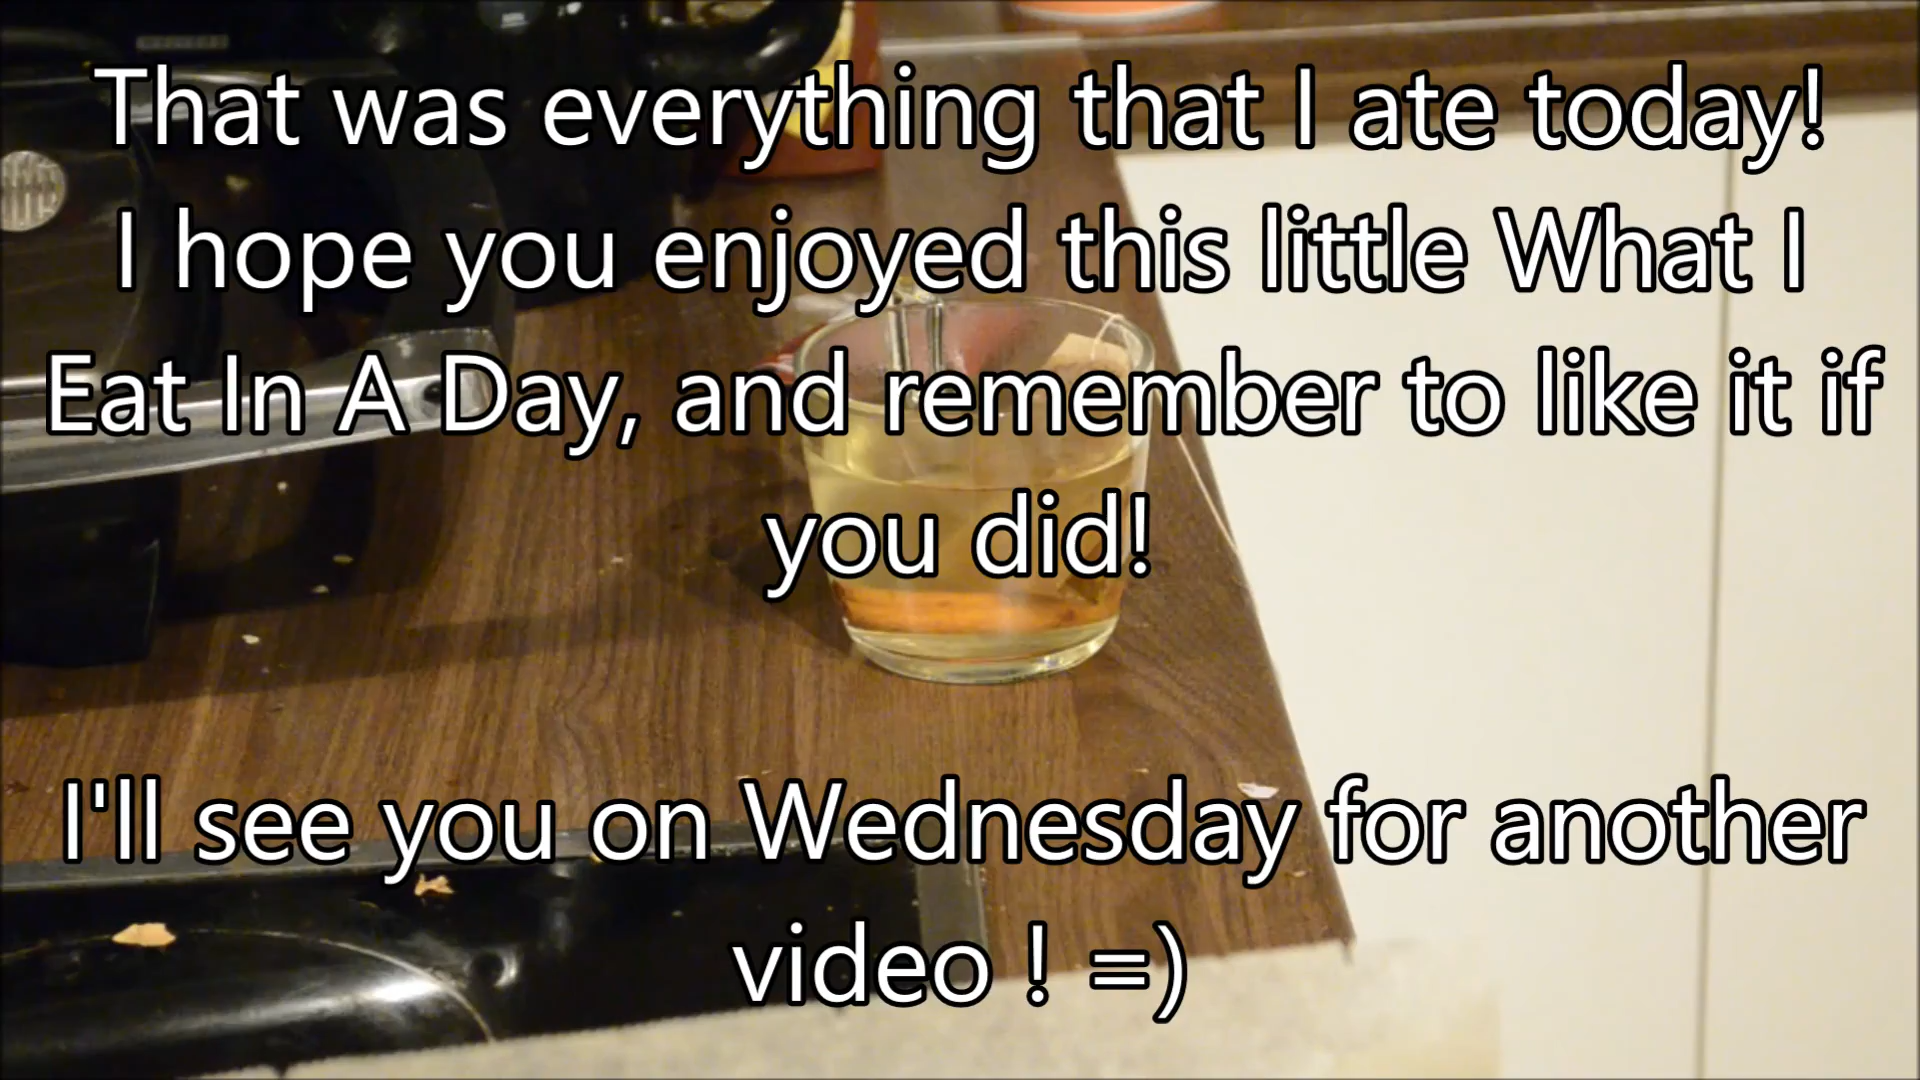 That was everything that I ate today!
I hope you enjoyed this little What I
Eat In A Day, and remember to like it if
you did!
I'll see you on Wednesday for another
video ! =)